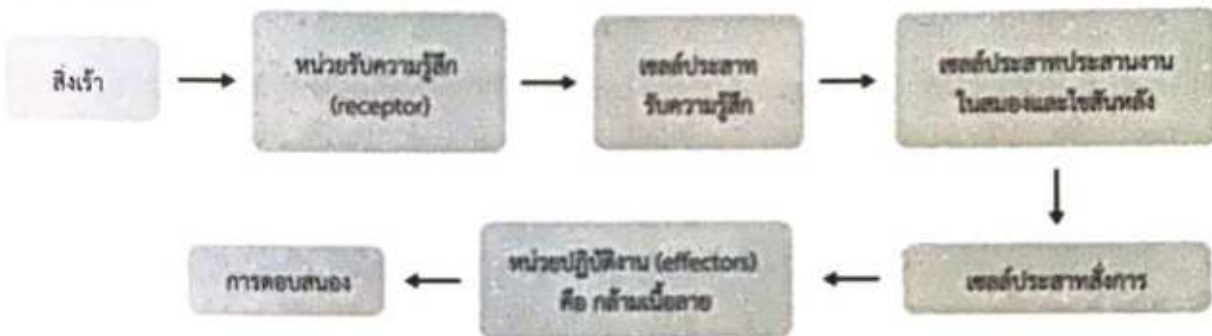 สิ่งเร้า
หน่วยรับความรู้สึก
(receptor)
เซลล์ประสาท
รับความรู้สึก
เซลล์ประสาทประสานงาน
ในสมองและไขสันหลัง
เซลล์ประสาทสั่งการ
หน่วยปฏิบัติงาน (effectors)
คือ กล้ามเนื้อลาย
การตอบสนอง